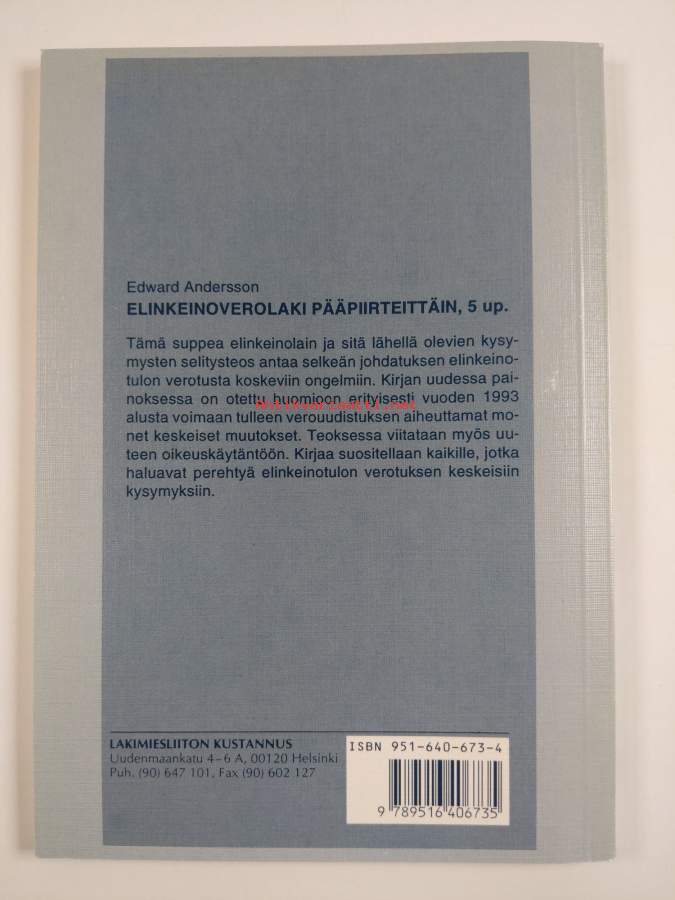 Edward Andersson
ELINKEINOVEROLAKI PÄÄPIIRTEITTÄIN, 5 up.
Tämä suppea elinkeinolain ja sitä lähellä olevien kysy-
mysten selitysteos antaa selkeän johdatuksen elinkeino-
tulon verotusta koskeviin ongelmiin. Kirjan uudessa pai-
noksessa on otettu huomioon erityisesti vuoden 1993
alusta voimaan tulleen verouudistuksen aiheuttamat mo-
net keskeiset muutokset. Teoksessa viitataan myös uu-
teen oikeuskäytäntöön. Kirjaa suositellaan kaikille, jotka
haluavat perehtyä elinkeinotulon verotuksen keskeisiin
kysymyksiin.
LAKIMIESLIITON KUSTANNUS
Uudenmaankatu 4–6 A, 00120 Helsinki
Puh. (90) 647 101, Fax (90) 602 127
ISBN 951-640-673-4
9 789516 406735